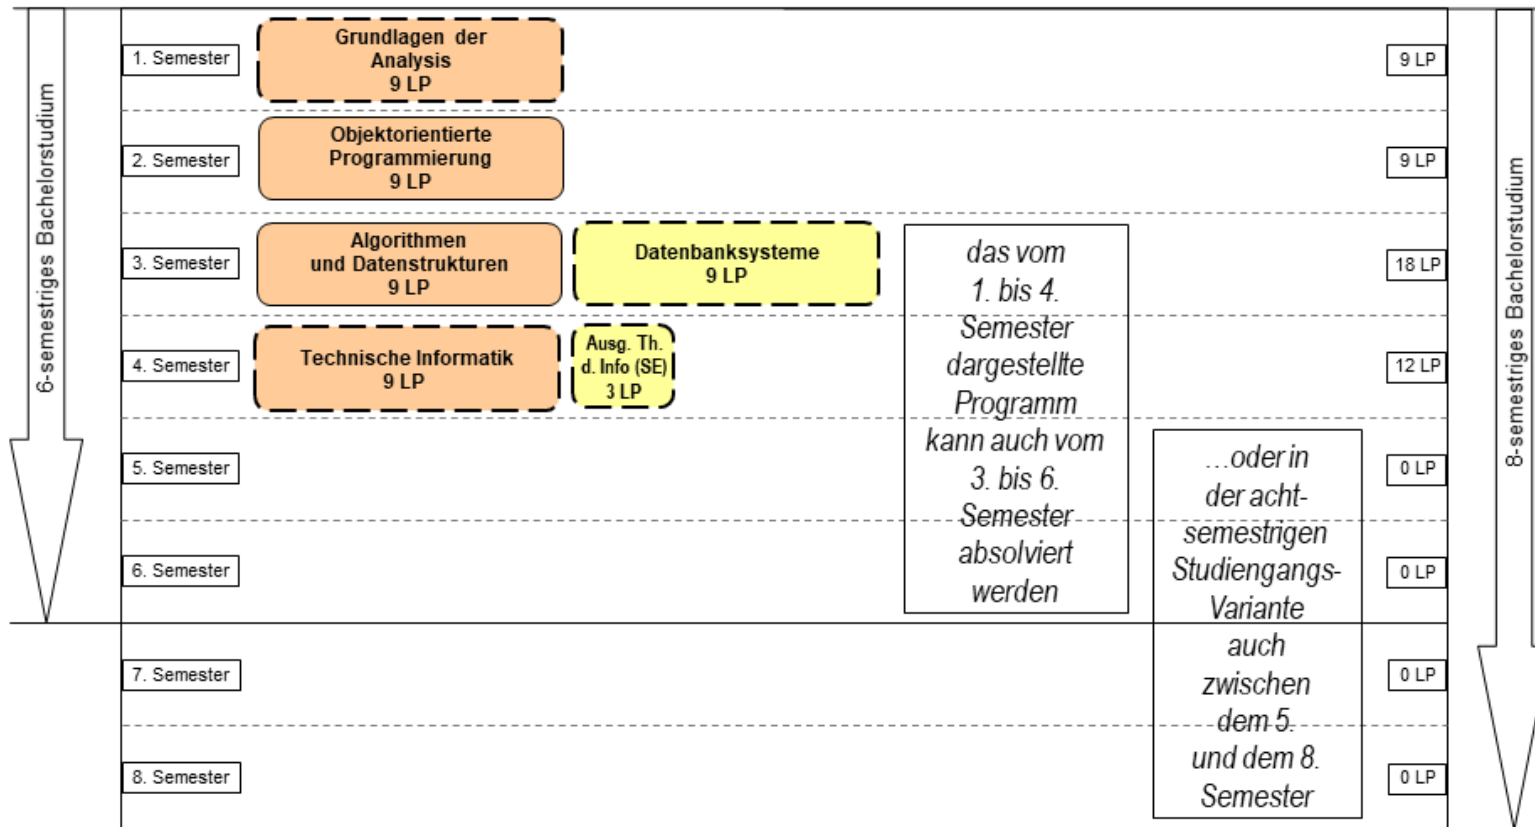 6-semestriges Bachelorstudium
1. Semester
Grundlagen der
Analysis
9 LP
9 LP
2. Semester
Objektorientierte
Programmierung
9 LP
9 LP
3. Semester
Algorithmen
und Datenstrukturen
9 LP
Datenbanksysteme
9 LP
18 LP
4. Semester
Technische Informatik
9 LP
Ausg. Th.
d. Info (SE)
3 LP
12 LP
das vom
1. bis 4.
Semester
dargestellte
Programm
kann auch vom
3. bis 6.
Semester
absolviert
werden
5. Semester
0 LP
6. Semester
0 LP
…oder in
der acht-
semestrigen
Studiengangs-
Variante
auch
zwischen
dem 5.
und dem 8.
Semester
7. Semester
0 LP
8. Semester
0 LP
8-semestriges Bachelorstudium